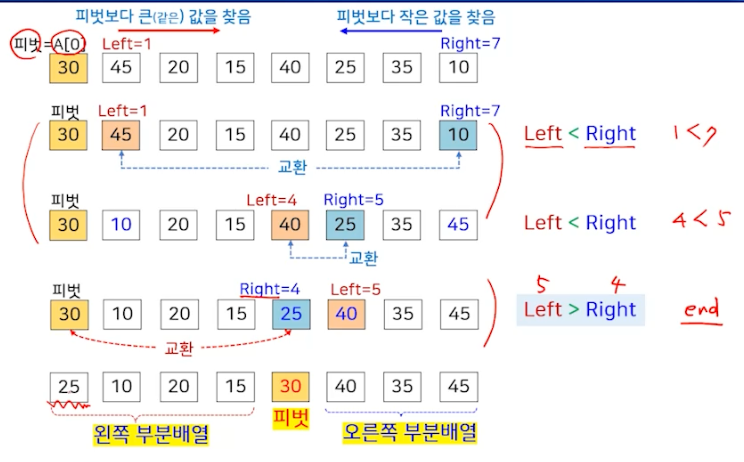 피벗보다 큰(같은) 값을 찾음 피벗보다 작은 값을 찾음
피벗=A[0] Left=1 Right=7
30 45 20 15 40 25 35 10
피벗 Left=1 Right=7
30 45 20 15 40 25 35 10 Left < Right 1<7
교환
피벗 Left=4 Right=5
30 10 20 15 40 25 35 45 Left < Right 4<5
교환
피벗 Right=4 Left=5 5 4
30 10 20 15 25 40 35 45 Left > Right end
교환
25 10 20 15 30 40 35 45
피벗
왼쪽 부분배열 오른쪽 부분배열